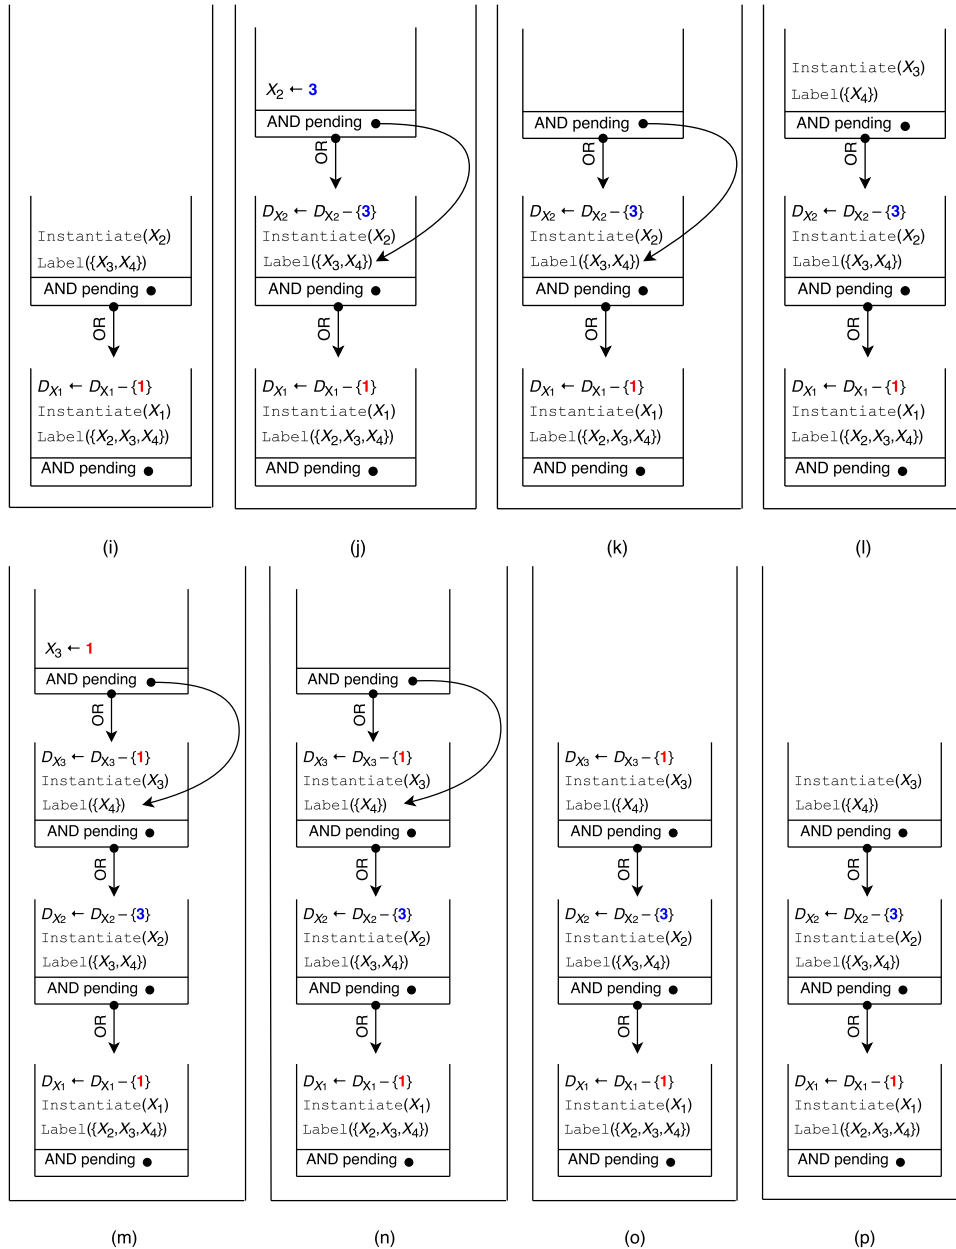 Instantiate(X2)
Label({X3,X4})
AND pending
OR
DX1 ← DX1 – {1}
Instantiate(X1)
Label({X2,X3,X4})
AND pending
(i)
X2 ← 3
AND pending
OR
DX2 ← DX2 – {3}
Instantiate(X2)
Label({X3,X4})
AND pending
OR
DX1 ← DX1 – {1}
Instantiate(X1)
Label({X2,X3,X4})
AND pending
(j)
AND pending
OR
DX2 ← DX2 – {3}
Instantiate(X2)
Label({X3,X4})
AND pending
OR
DX1 ← DX1 – {1}
Instantiate(X1)
Label({X2,X3,X4})
AND pending
(k)
Instantiate(X3)
Label({X4})
AND pending
OR
DX2 ← DX2 – {3}
Instantiate(X2)
Label({X3,X4})
AND pending
OR
DX1 ← DX1 – {1}
Instantiate(X1)
Label({X2,X3,X4})
AND pending
(l)
X3 ← 1
AND pending
OR
DX3 ← DX3 – {1}
Instantiate(X3)
Label({X4})
AND pending
OR
DX2 ← DX2 – {3}
Instantiate(X2)
Label({X3,X4})
AND pending
OR
DX1 ← DX1 – {1}
Instantiate(X1)
Label({X2,X3,X4})
AND pending
(m)
AND pending
OR
DX3 ← DX3 – {1}
Instantiate(X3)
Label({X4})
AND pending
OR
DX2 ← DX2 – {3}
Instantiate(X2)
Label({X3,X4})
AND pending
OR
DX1 ← DX1 – {1}
Instantiate(X1)
Label({X2,X3,X4})
AND pending
(n)
DX3 ← DX3 – {1}
Instantiate(X3)
Label({X4})
AND pending
OR
DX2 ← DX2 – {3}
Instantiate(X2)
Label({X3,X4})
AND pending
OR
DX1 ← DX1 – {1}
Instantiate(X1)
Label({X2,X3,X4})
AND pending
(o)
Instantiate(X3)
Label({X4})
AND pending
OR
DX2 ← DX2 – {3}
Instantiate(X2)
Label({X3,X4})
AND pending
OR
DX1 ← DX1 – {1}
Instantiate(X1)
Label({X2,X3,X4})
AND pending
(p)